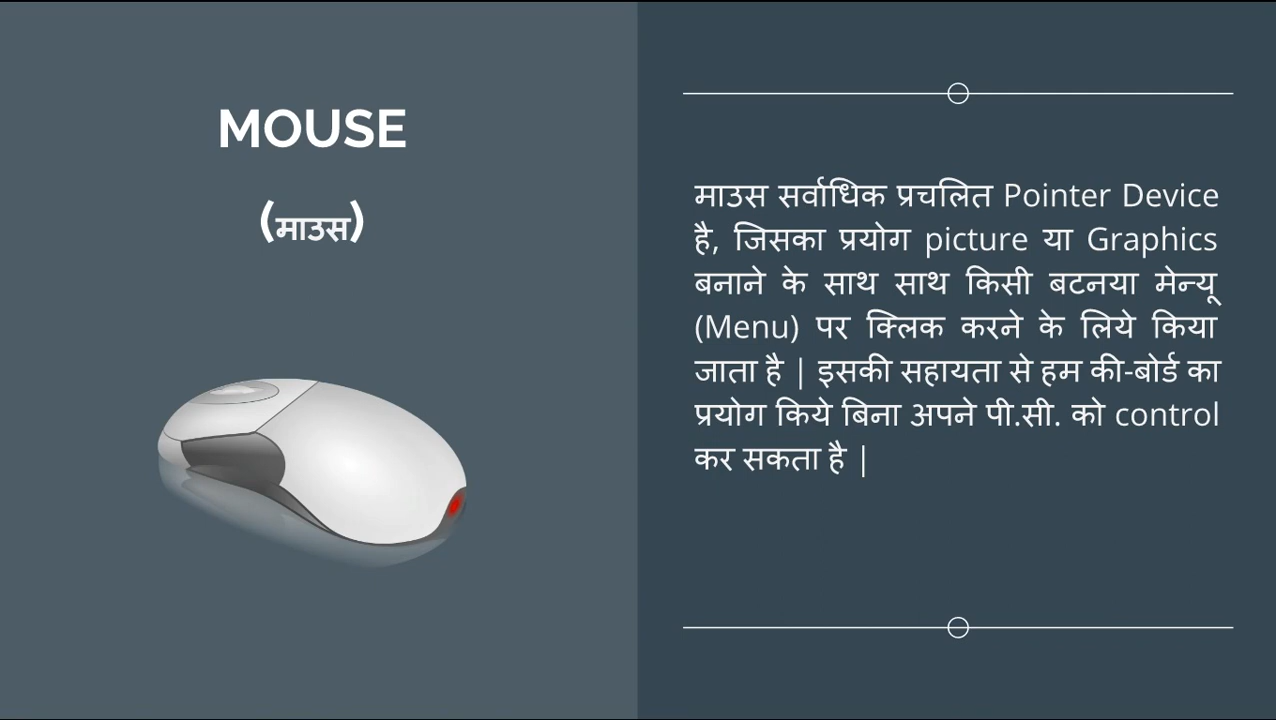 MOUSE
(माउस)
माउस सर्वाधिक प्रचलित Pointer Device
है, जिसका प्रयोग picture या Graphics
बनाने के साथ साथ किसी बटनया मेन्यू
(Menu) पर क्लिक करने के लिये किया
जाता है | इसकी सहायता से हम की-बोर्ड का
प्रयोग किये बिना अपने पी.सी. को control
कर सकता है |